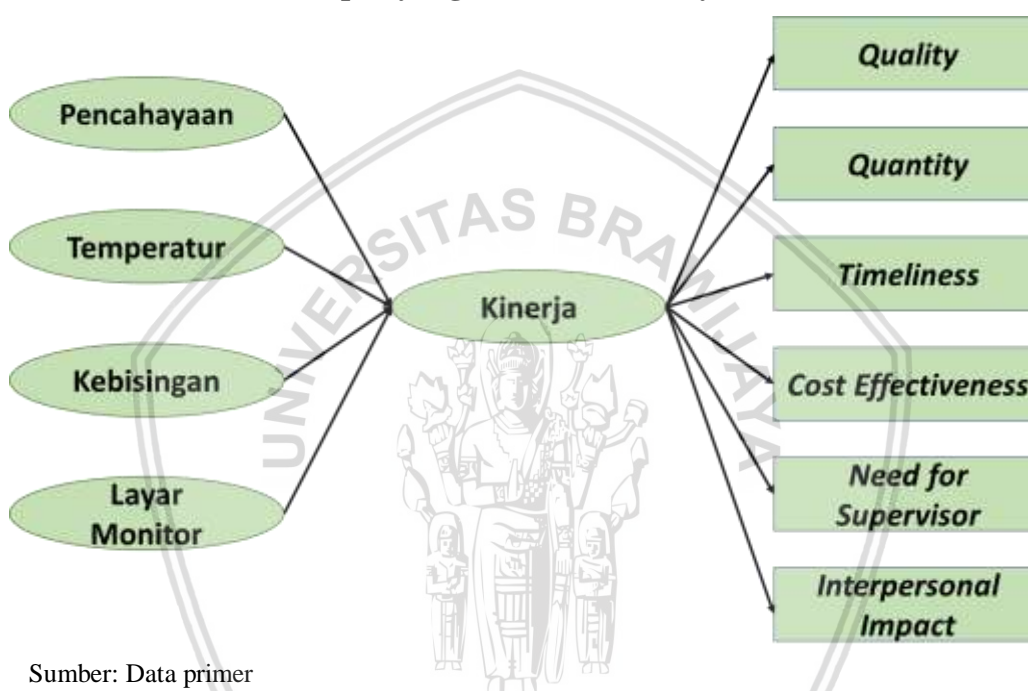 Pencahayaan
Temperatur
Kebisingan
Layar
Monitor
Kinerja
Quality
Quantity
Timeliness
Cost Effectiveness
Need for
Supervisor
Interpersonal
Impact
UNIVERSITAS BRAWIJAYA
Sumber: Data primer